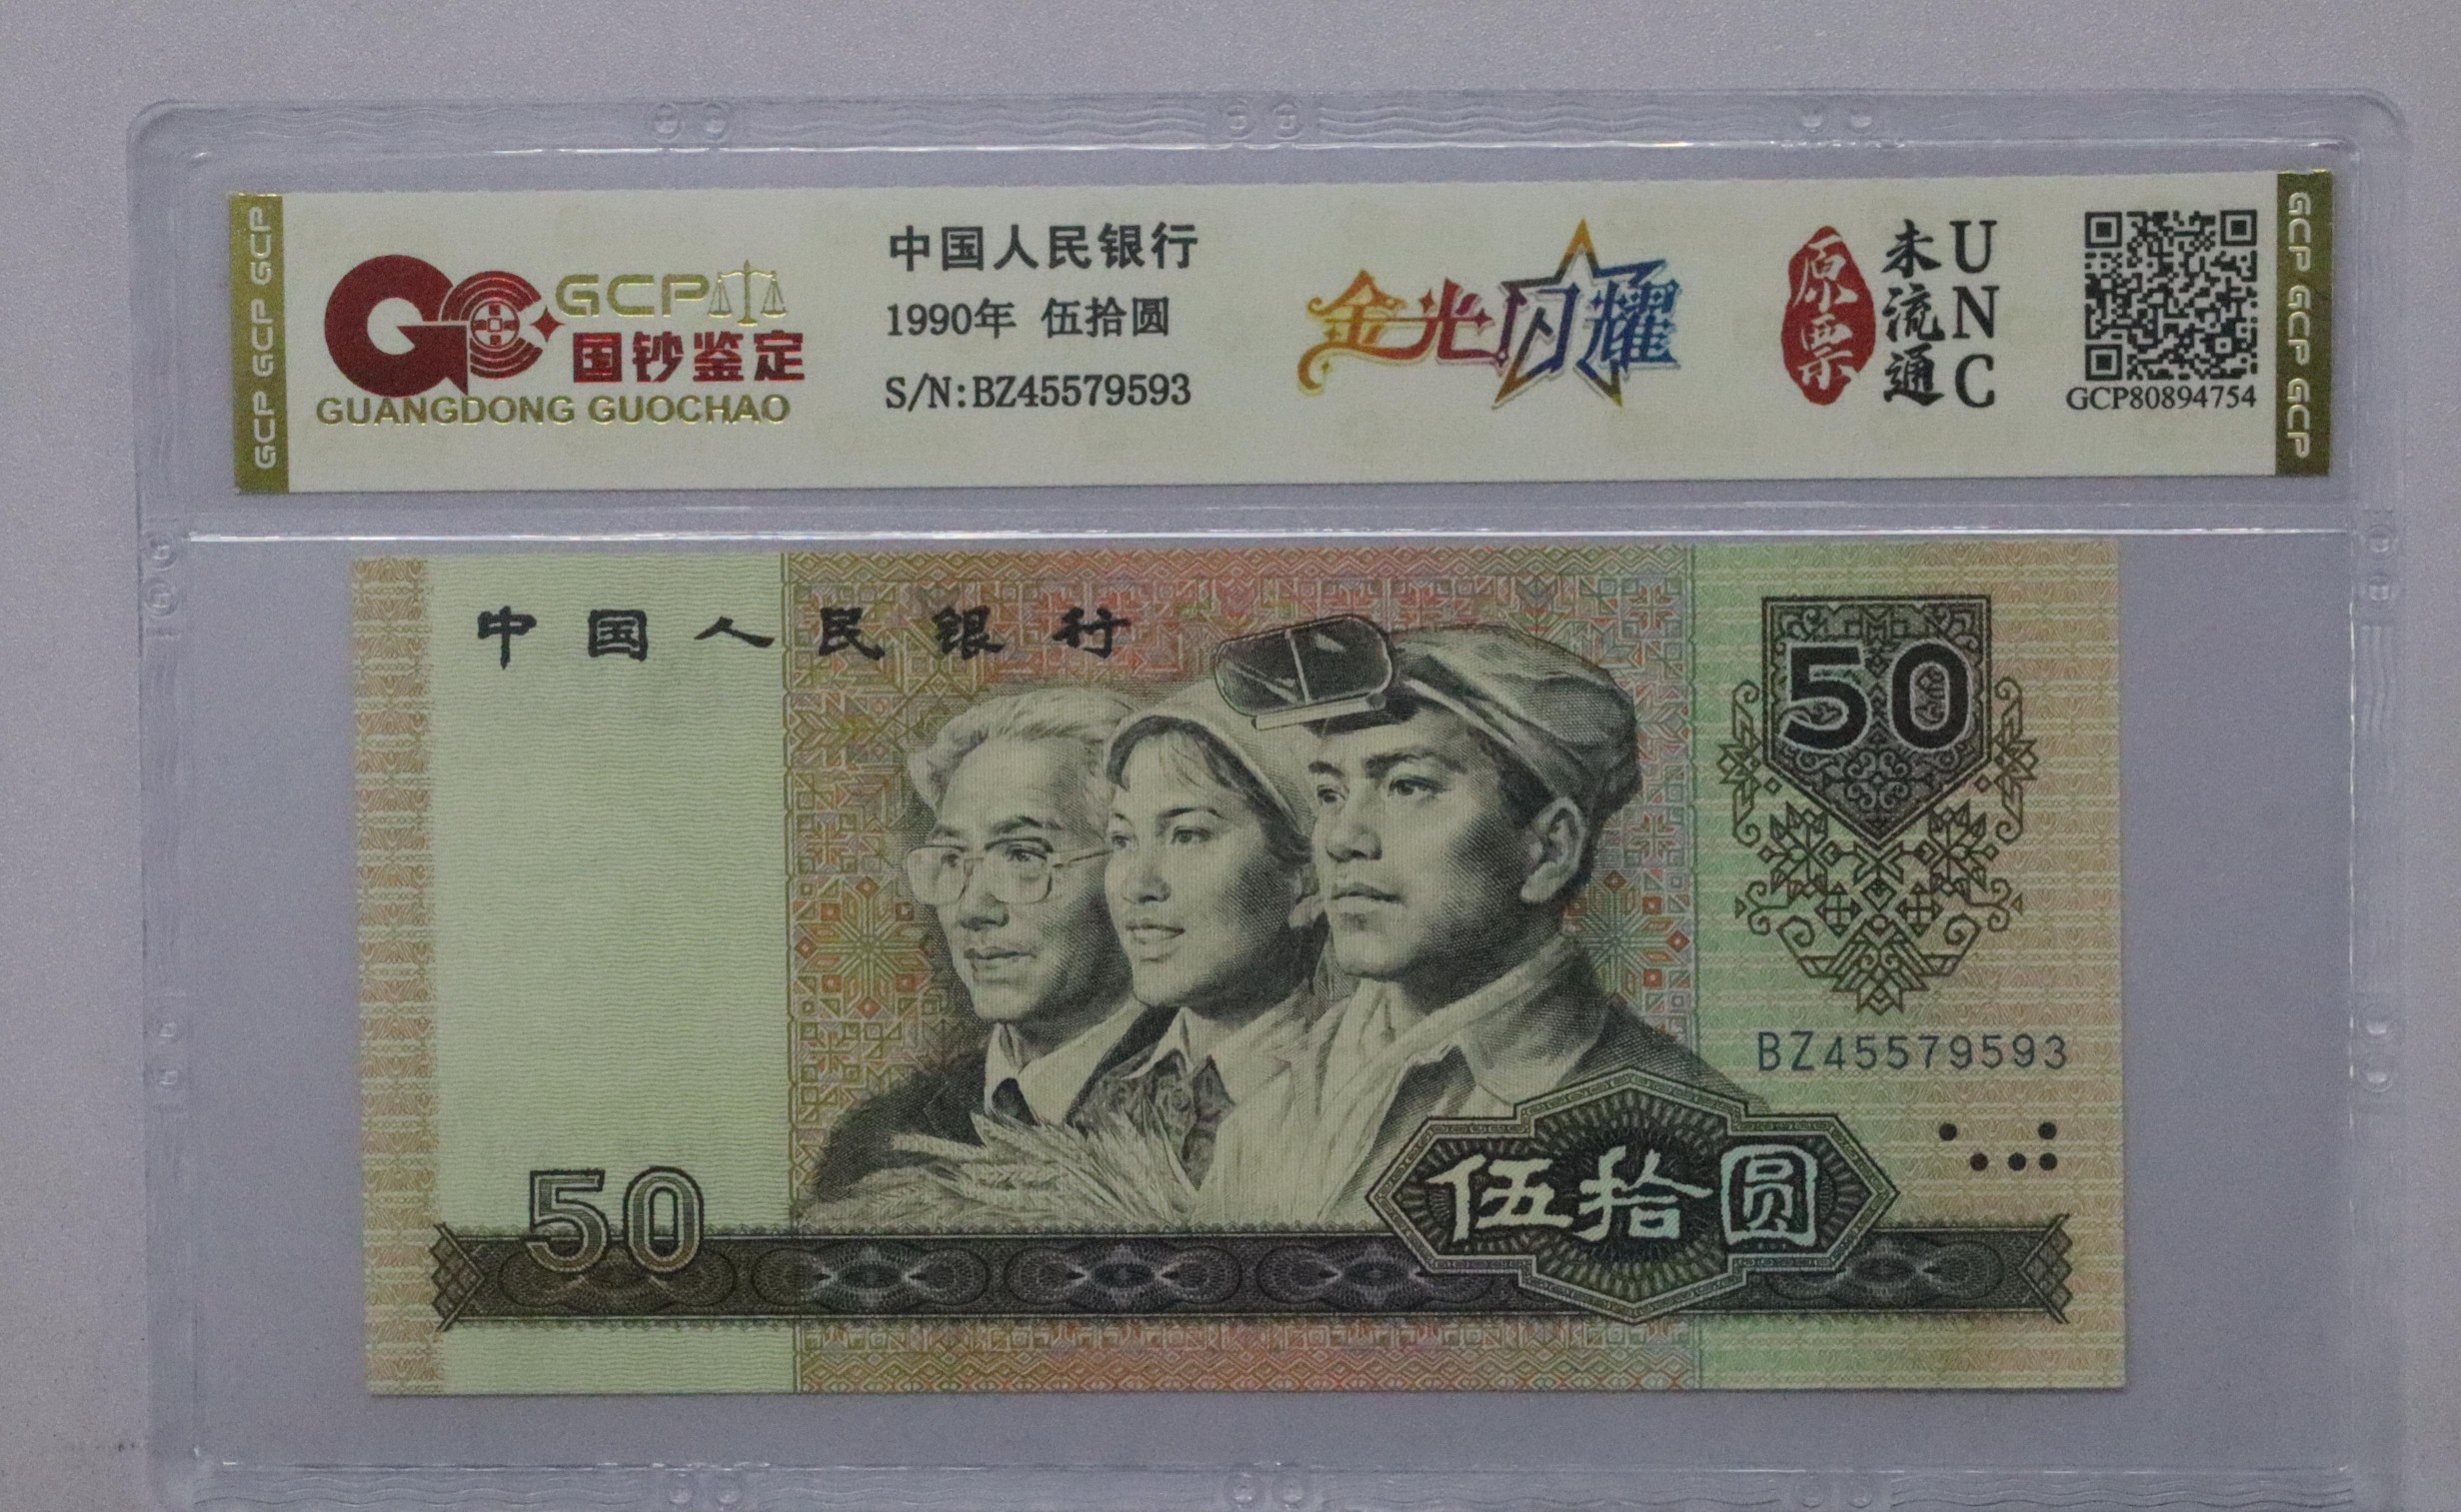 GCP GCP GCP
GCP
国钞鉴定
GUANGDONG GUOCHAO
中国人民银行
1990年 伍拾圆
S/N:BZ45579593
金光闪耀
原票
未流通
UNC
GCP80894754
GCP GCP GCP
中国人民银行
50
BZ45579593
50
伍拾圆